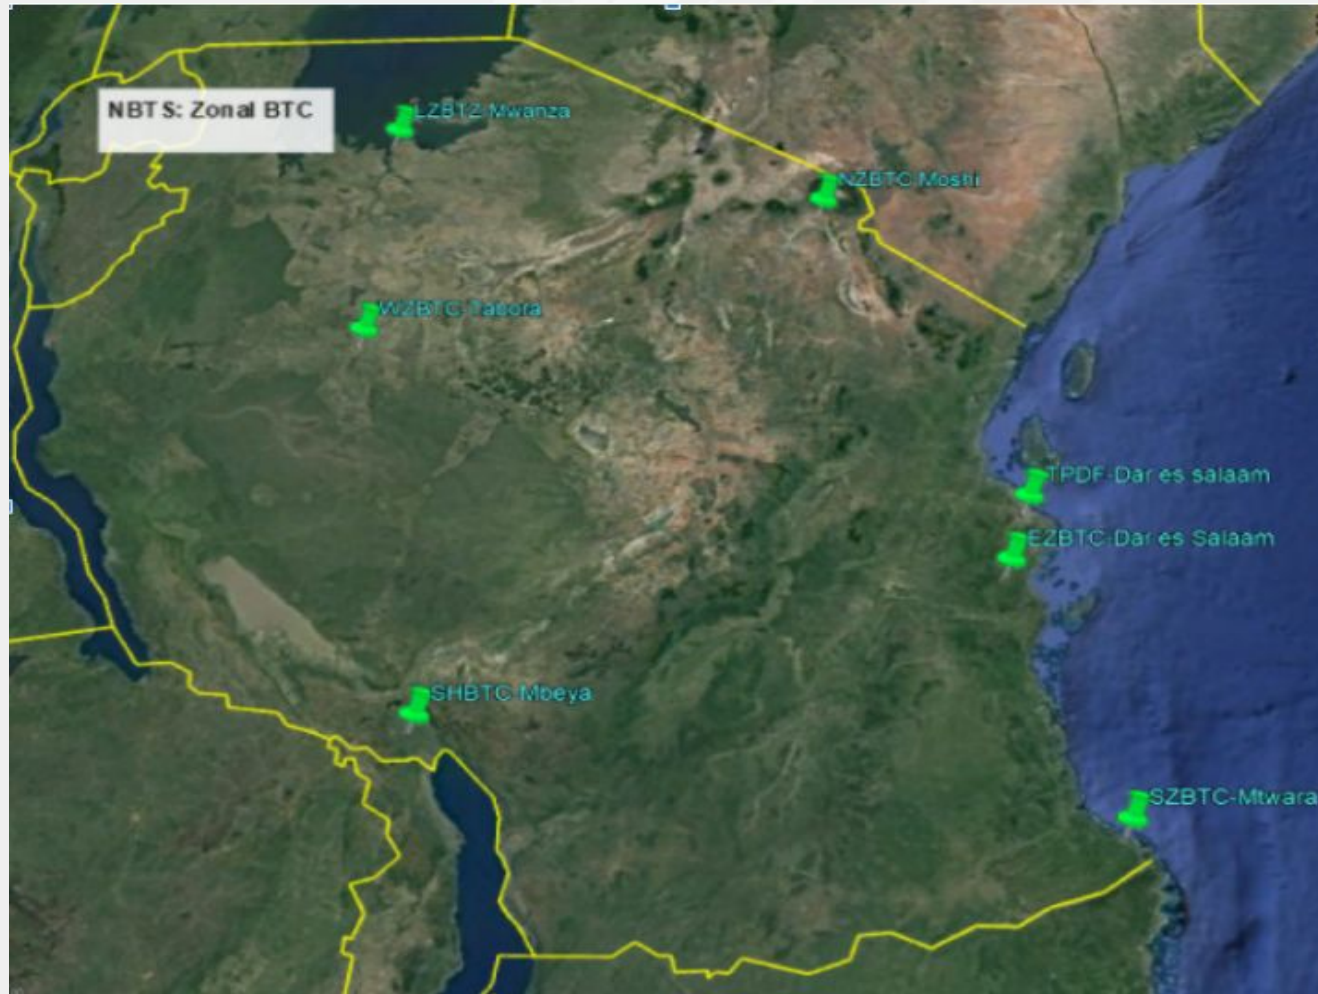 NBTS: Zonal BTC
LZBTZ-Mwanza
NZBTC-Moshi
WZBTC-Tabora
TPDF-Dar es salaam
EZBTC-Dar es Salaam
SHBTC-Mbeya
SZBTC-Mtwara